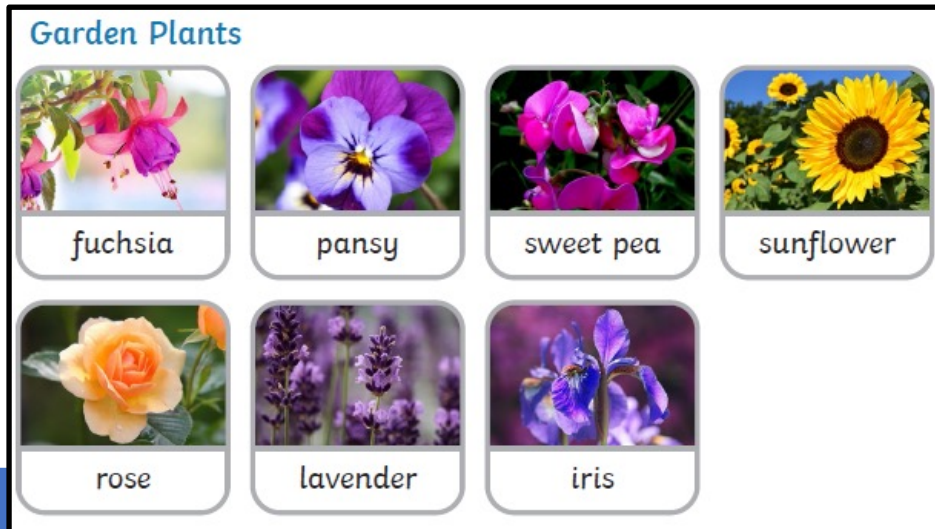 Garden Plants
fuchsia pansy sweet pea sunflower
rose lavender iris